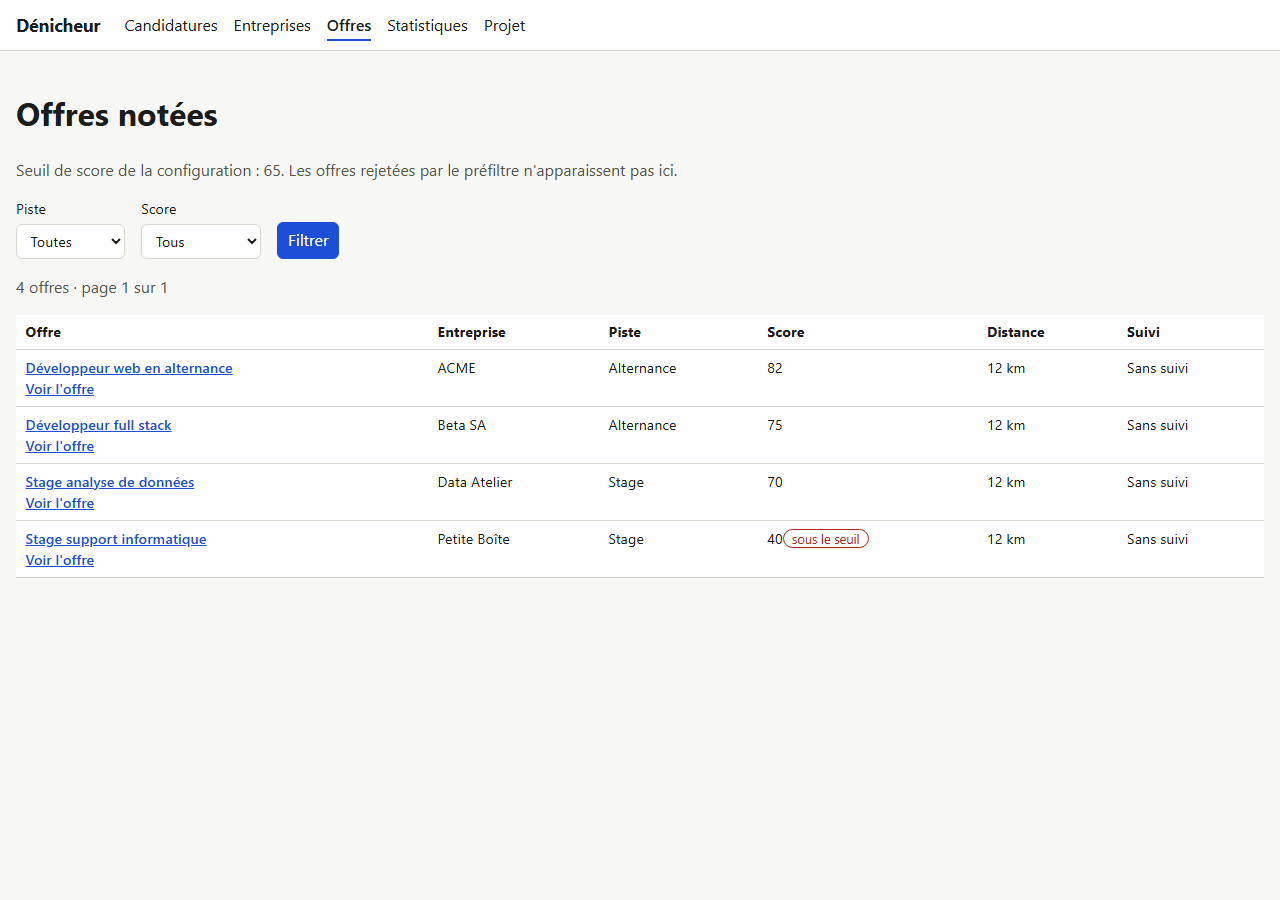 Dénicheur Candidatures Entreprises Offres Statistiques Projet
Offres notées
Seuil de score de la configuration : 65. Les offres rejetées par le préfiltre n'apparaissent pas ici.
Piste Score
Toutes Tous Filtrer
4 offres · page 1 sur 1
Offre Entreprise Piste Score Distance Suivi
Développeur web en alternance ACME Alternance 82 12 km Sans suivi
Voir l'offre
Développeur full stack Beta SA Alternance 75 12 km Sans suivi
Voir l'offre
Stage analyse de données Data Atelier Stage 70 12 km Sans suivi
Voir l'offre
Stage support informatique Petite Boîte Stage 40 sous le seuil 12 km Sans suivi
Voir l'offre